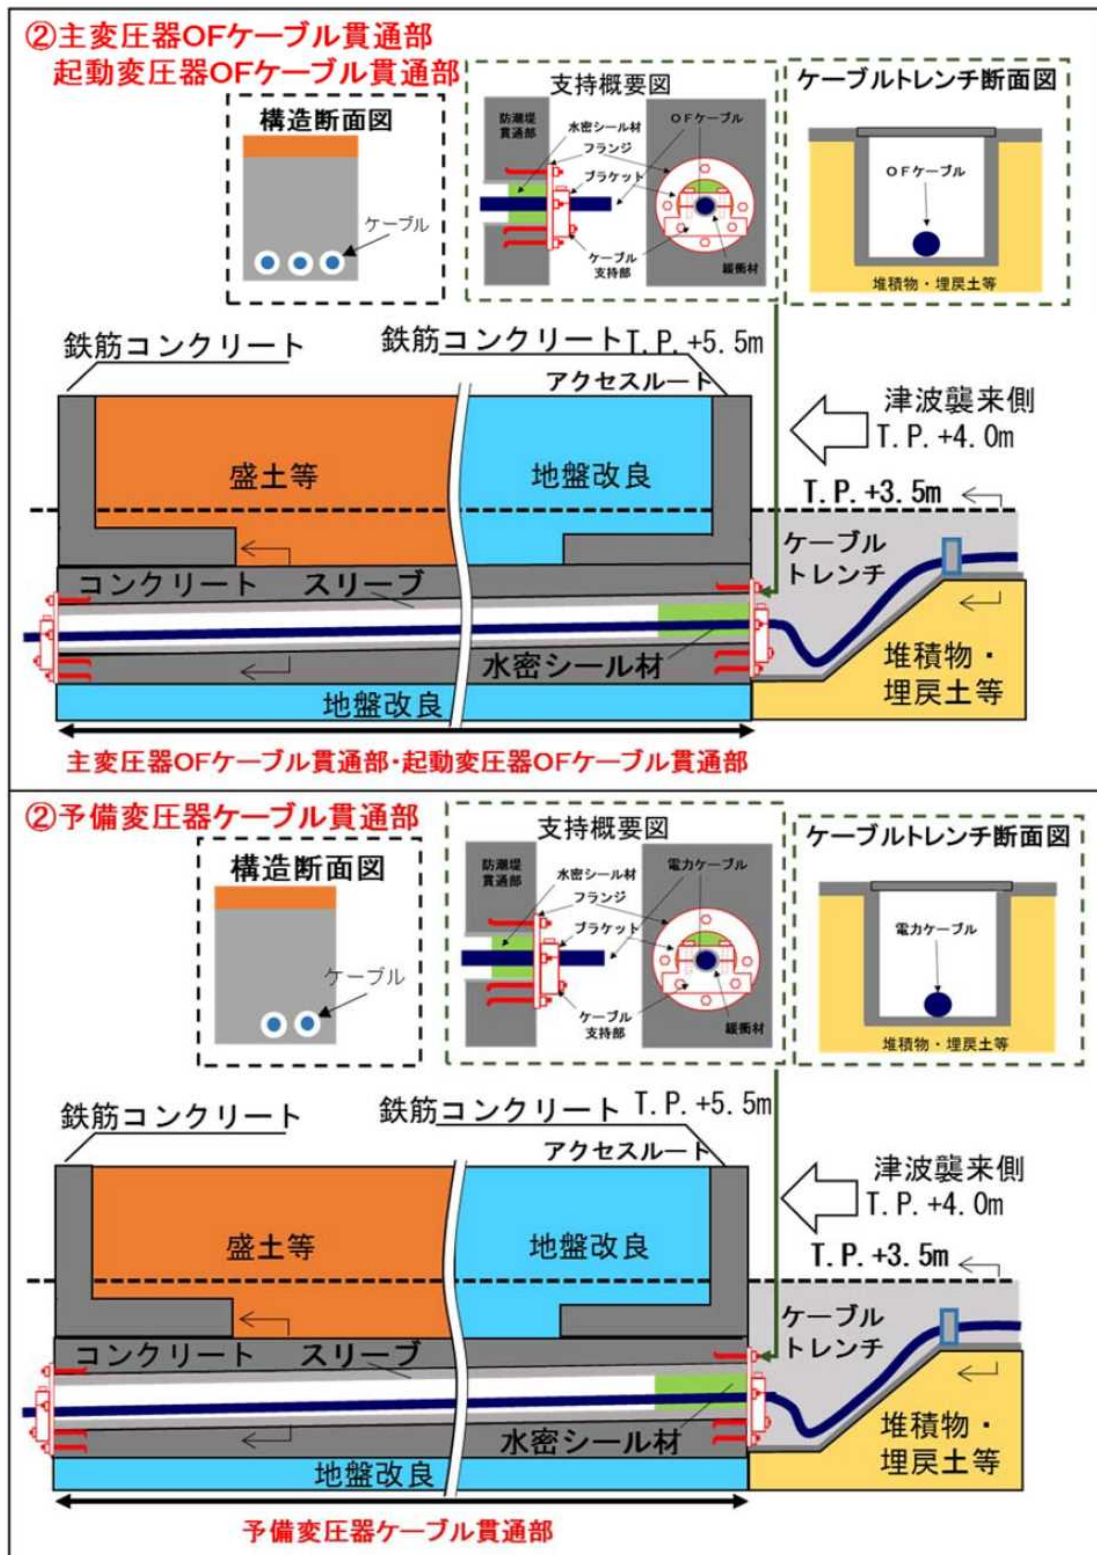 ②主変圧器OFケーブル貫通部
起動変圧器OFケーブル貫通部
構造断面図
ケーブル
支持概要図
防潮堤
貫通部
水密シール材
フランジ
ブラケット
ケーブル
支持部
OFケーブル
緩衝材
ケーブルトレンチ断面図
OFケーブル
堆積物・埋戻土等
鉄筋コンクリート
鉄筋コンクリート
T.P.+5.5m
アクセスルート
津波襲来側
T.P.+4.0m
T.P.+3.5m
盛土等
地盤改良
ケーブル
トレンチ
コンクリート
スリーブ
水密シール材
堆積物・
埋戻土等
地盤改良
主変圧器OFケーブル貫通部・起動変圧器OFケーブル貫通部
②予備変圧器ケーブル貫通部
構造断面図
ケーブル
支持概要図
防潮堤
貫通部
水密シール材
フランジ
ブラケット
ケーブル
支持部
電力ケーブル
緩衝材
ケーブルトレンチ断面図
電力ケーブル
堆積物・埋戻土等
鉄筋コンクリート
鉄筋コンクリート
T.P.+5.5m
アクセスルート
津波襲来側
T.P.+4.0m
T.P.+3.5m
盛土等
地盤改良
ケーブル
トレンチ
コンクリート
スリーブ
水密シール材
堆積物・
埋戻土等
地盤改良
予備変圧器ケーブル貫通部